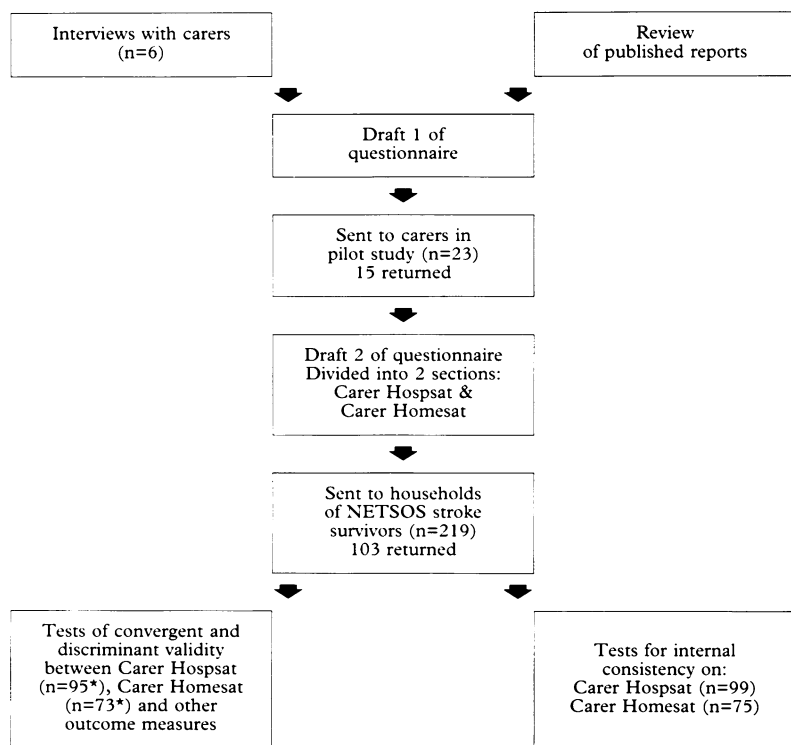 Interviews with carers
(n=6)
Review
of published reports
Draft 1 of
questionnaire
Sent to carers in
pilot study (n=23)
15 returned
Draft 2 of questionnaire
Divided into 2 sections:
Carer Hospsat &
Carer Homesat
Sent to households
of NETSOS stroke
survivors (n=219)
103 returned
Tests of convergent and
discriminant validity
between Carer Hospsat
(n=95*), Carer Homesat
(n=73*) and other
outcome measures
Tests for internal
consistency on:
Carer Hospsat (n=99)
Carer Homesat (n=75)